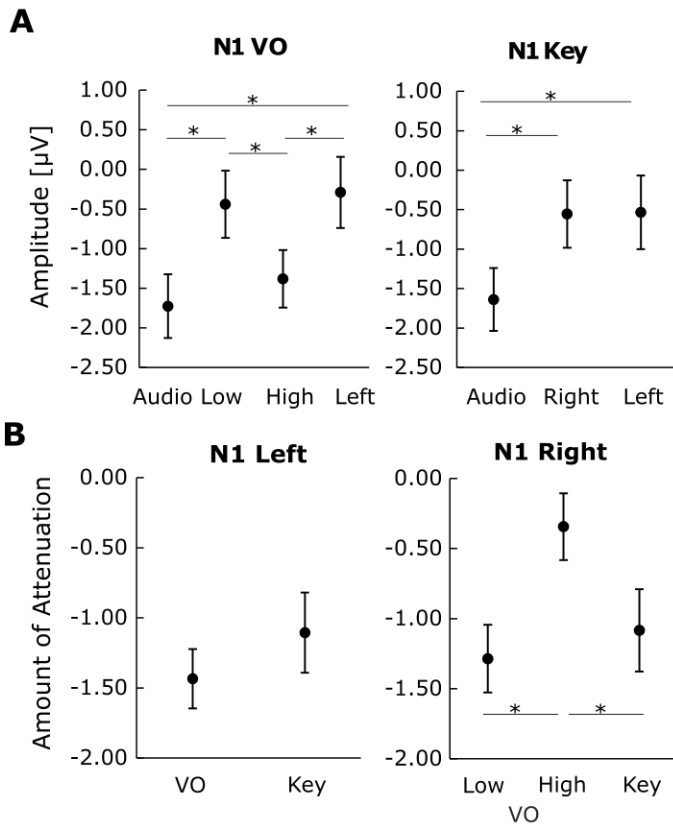 A
N1 VO
N1 Key
Amplitude [µV]
1.00
0.50
0.00
-0.50
-1.00
-1.50
-2.00
-2.50
* * * *
Audio Low High Left
1.00
0.50
0.00
-0.50
-1.00
-1.50
-2.00
-2.50
* *
Audio Right Left
B
N1 Left
N1 Right
Amount of Attenuation
0.00
-0.50
-1.00
-1.50
-2.00
VO Key
0.00
-0.50
-1.00
-1.50
-2.00
* *
Low High Key
VO